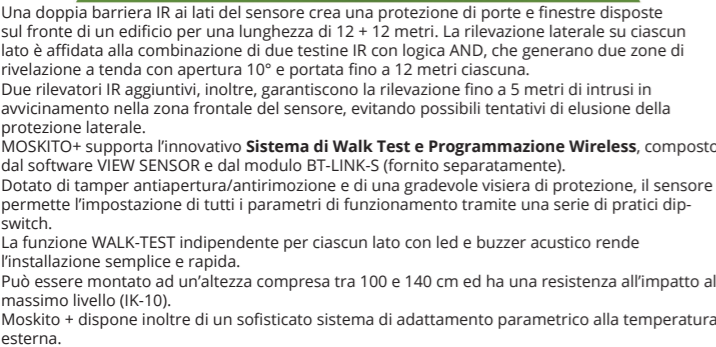 Una doppia barriera IR ai lati del sensore crea una protezione di porte e finestre disposte
sul fronte di un edificio per una lunghezza di 12 + 12 metri. La rilevazione laterale su ciascun
lato è affidata alla combinazione di due testine IR con logica AND, che generano due zone di
rivelazione a tenda con apertura 10° e portata fino a 12 metri ciascuna.
Due rilevatori IR aggiuntivi, inoltre, garantiscono la rilevazione fino a 5 metri di intrusi in
avvicinamento nella zona frontale del sensore, evitando possibili tentativi di elusione della
protezione laterale.
MOSKITO+ supporta l'innovativo Sistema di Walk Test e Programmazione Wireless, composto
dal software VIEW SENSOR e dal modulo BT-LINK-S (fornito separatamente).
Dotato di tamper antiapertura/antirimozione e di una gradevole visiera di protezione, il sensore
permette l'impostazione di tutti i parametri di funzionamento tramite una serie di pratici dip-
switch.
La funzione WALK-TEST indipendente per ciascun lato con led e buzzer acustico rende
l'installazione semplice e rapida.
Può essere montato ad un'altezza compresa tra 100 e 140 cm ed ha una resistenza all'impatto al
massimo livello (IK-10).
Moskito + dispone inoltre di un sofisticato sistema di adattamento parametrico alla temperatura
esterna.